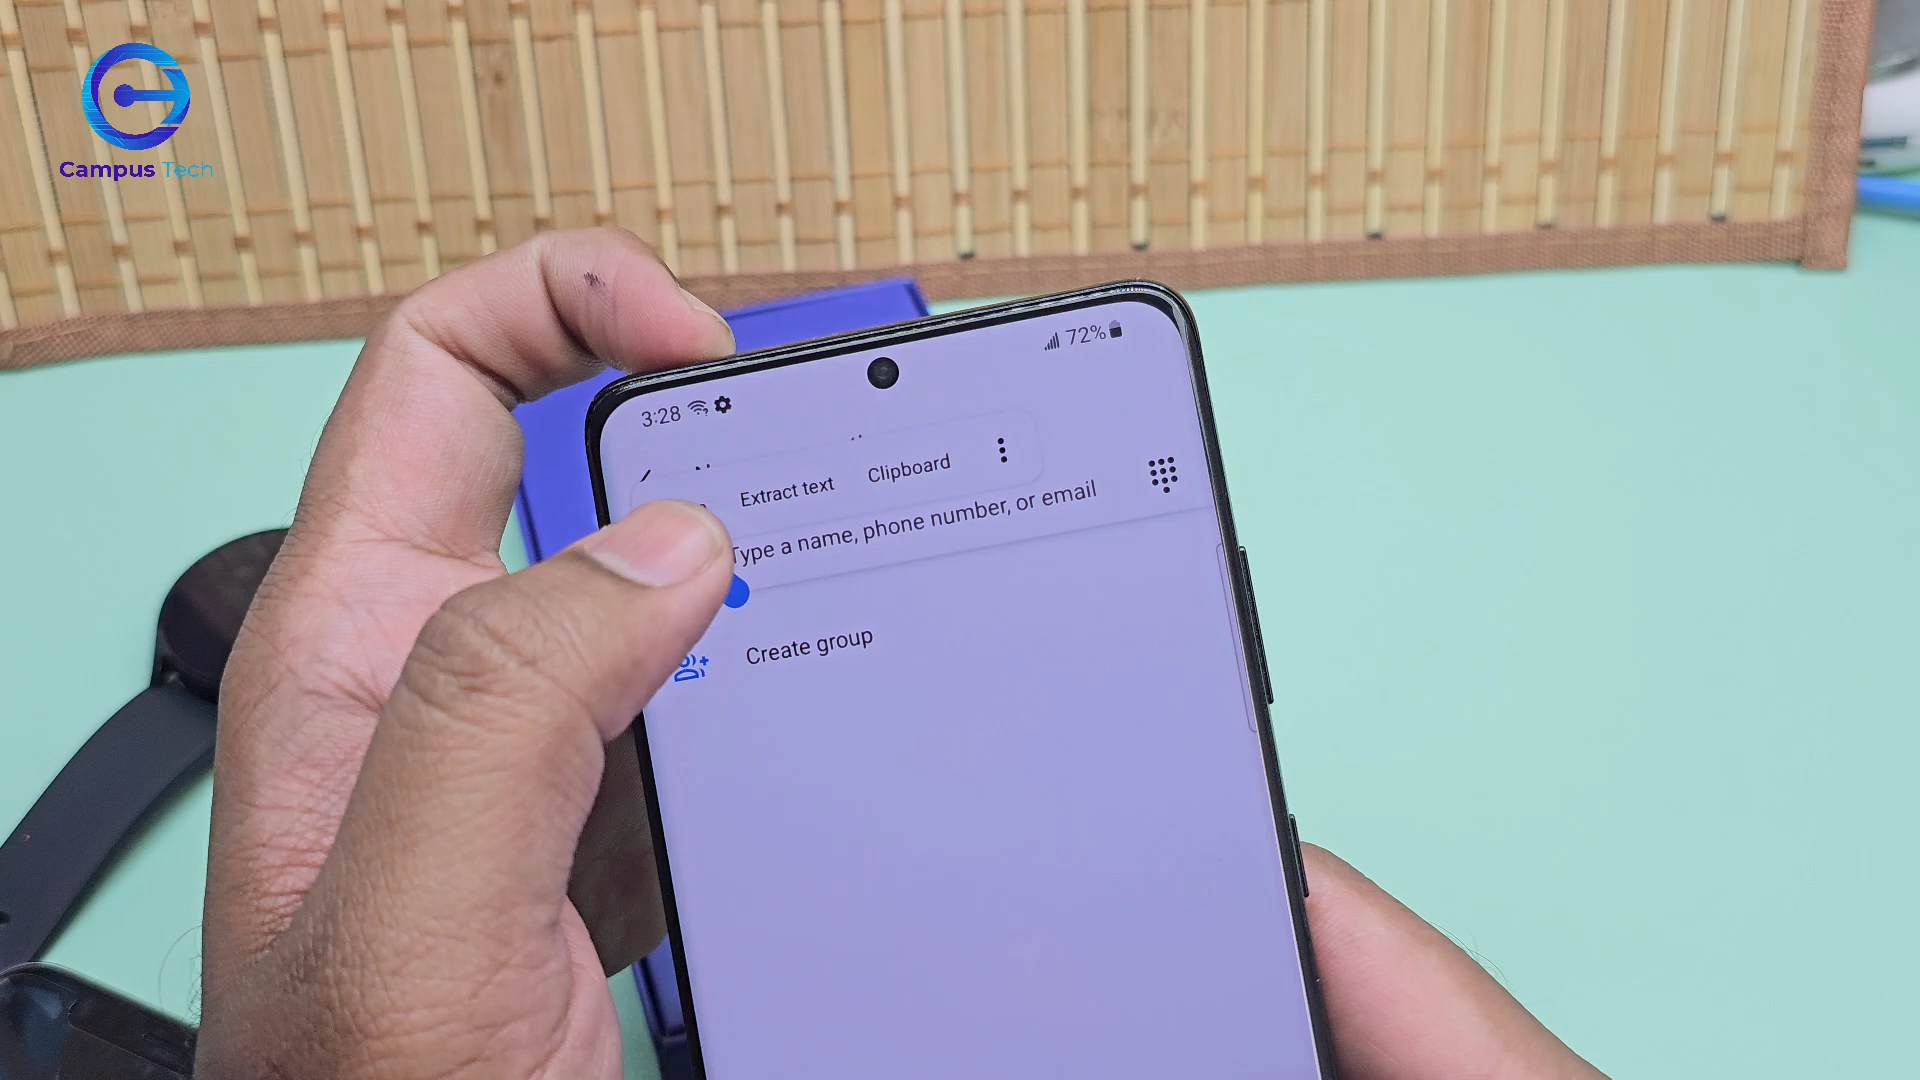 Campus Tech
3:28
72%
Extract text
Clipboard
Type a name, phone number, or email
Create group